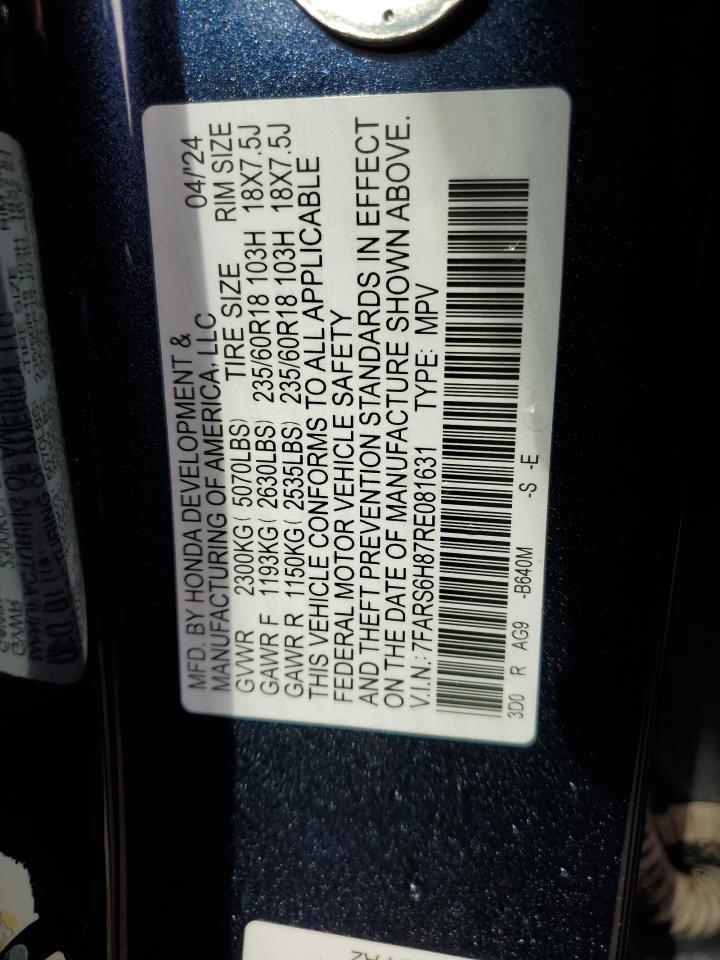 MFD. BY HONDA DEVELOPMENT &
MANUFACTURING OF AMERICA, LLC 04/'24
GVWR 2300KG( 5070LBS) TIRE SIZE RIM SIZE
GAWR F 1193KG( 2630LBS) 235/60R18 103H 18X7.5J
GAWR R 1150KG( 2535LBS) 235/60R18 103H 18X7.5J
THIS VEHICLE CONFORMS TO ALL APPLICABLE
FEDERAL MOTOR VEHICLE SAFETY
AND THEFT PREVENTION STANDARDS IN EFFECT
ON THE DATE OF MANUFACTURE SHOWN ABOVE.
V.I.N.:7FARS6H87RE081631 TYPE: MPV
3D0 R AG9 -B640M -S -E